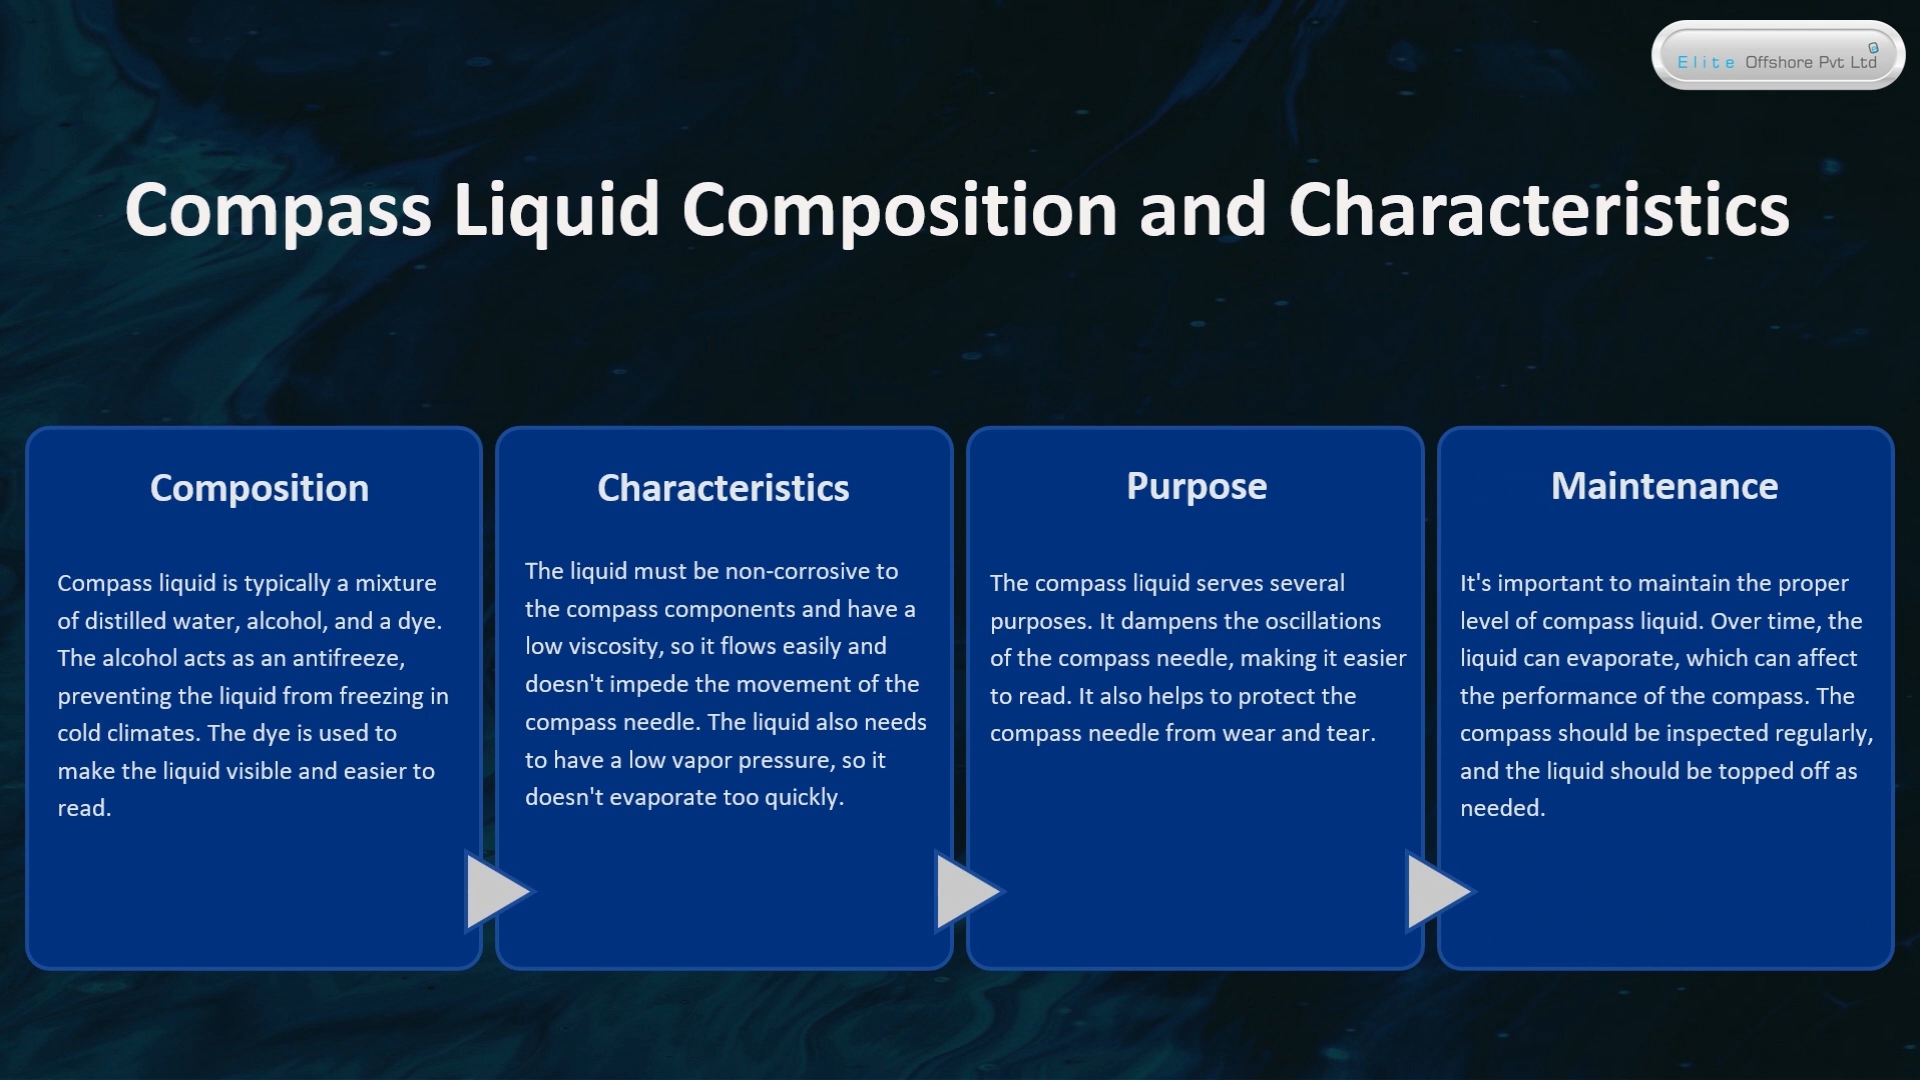 Elite Offshore Pvt Ltd
Compass Liquid Composition and Characteristics
Composition
Compass liquid is typically a mixture
of distilled water, alcohol, and a dye.
The alcohol acts as an antifreeze,
preventing the liquid from freezing in
cold climates. The dye is used to
make the liquid visible and easier to
read.
Characteristics
The liquid must be non-corrosive to
the compass components and have a
low viscosity, so it flows easily and
doesn't impede the movement of the
compass needle. The liquid also needs
to have a low vapor pressure, so it
doesn't evaporate too quickly.
Purpose
The compass liquid serves several
purposes. It dampens the oscillations
of the compass needle, making it easier
to read. It also helps to protect the
compass needle from wear and tear.
Maintenance
It's important to maintain the proper
level of compass liquid. Over time, the
liquid can evaporate, which can affect
the performance of the compass. The
compass should be inspected regularly,
and the liquid should be topped off as
needed.